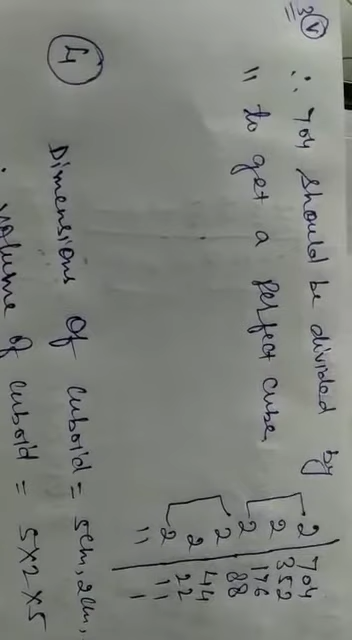 3 (v)
2 | 704
2 | 352
2 | 176
2 | 88
2 | 44
2 | 22
11 | 11
1
∴ 704 should be divided by
11 to get a perfect cube.
4 Dimensions of cuboid = 5cm, 2cm,
∴ Volume of cuboid = 5×2×5